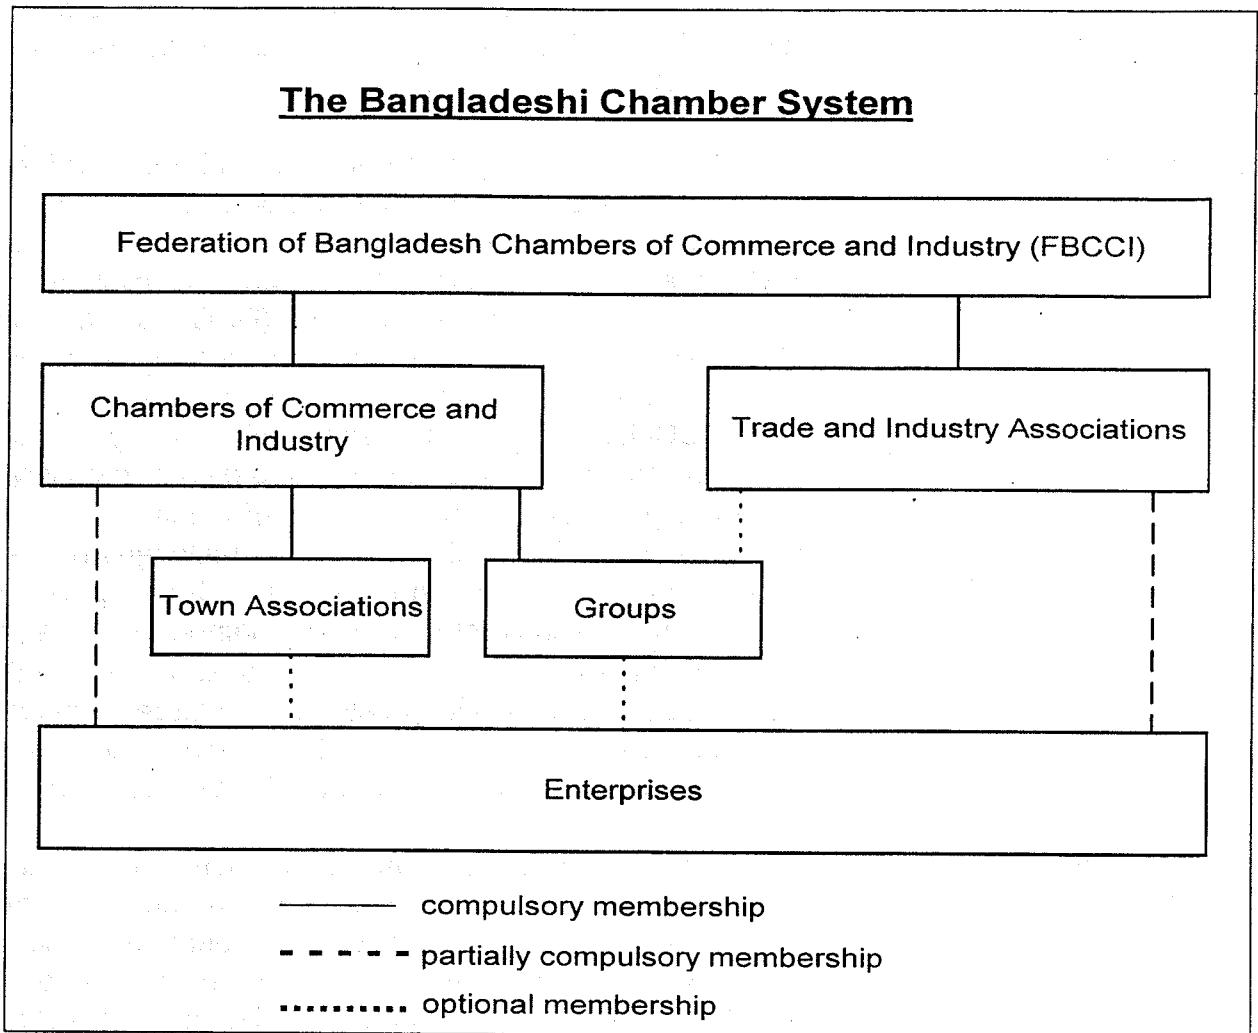 The Bangladeshi Chamber System
Federation of Bangladesh Chambers of Commerce and Industry (FBCCI)
Chambers of Commerce and
Industry
Trade and Industry Associations
Town Associations
Groups
Enterprises
compulsory membership
partially compulsory membership
optional membership